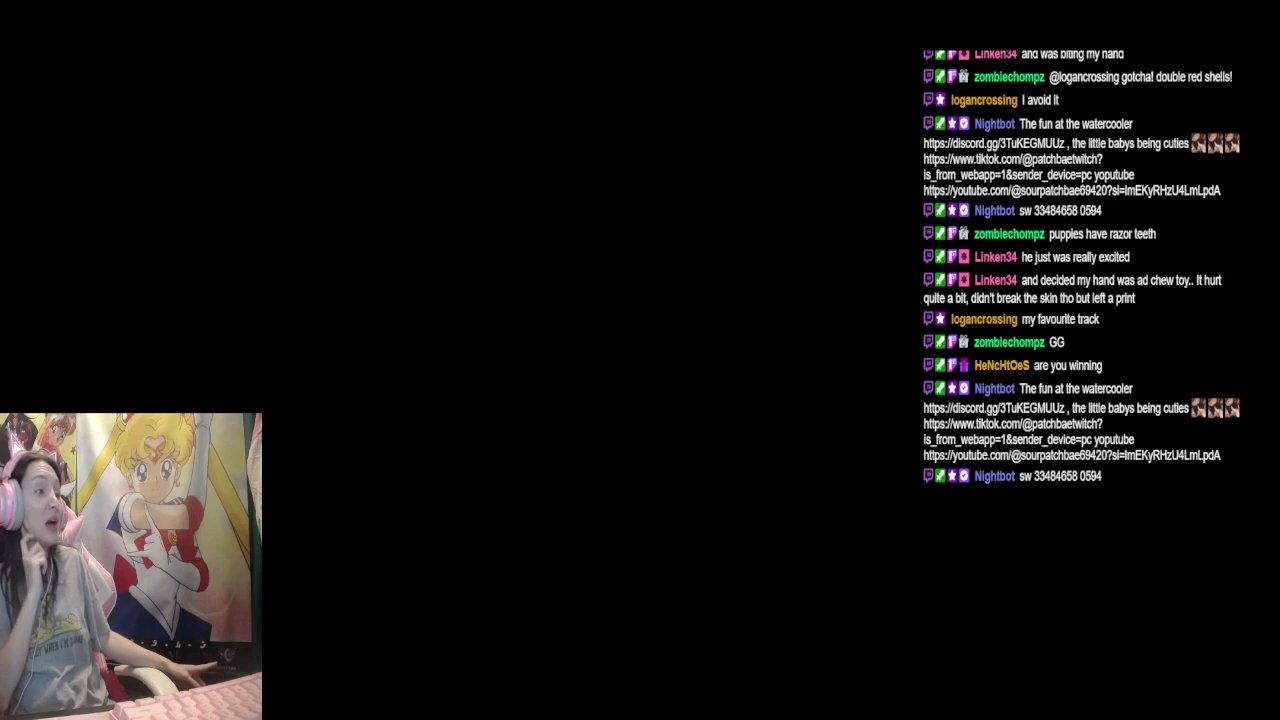 Linken34 and was biting my hand
zombiechompz @logancrossing gotcha! double red shells!
logancrossing I avoid it
Nightbot The fun at the watercooler
https://discord.gg/3TuKEGMUUz , the little babys being cuties
https://www.tiktok.com/@patchbaetwitch?
is_from_webapp=1&sender_device=pc yoputube
https://youtube.com/@sourpatchbae69420?si=lmEKyRHzU4LmLpdA
Nightbot sw 33484658 0594
zombiechompz puppies have razor teeth
Linken34 he just was really excited
Linken34 and decided my hand was ad chew toy.. It hurt
quite a bit, didn't break the skin tho but left a print
logancrossing my favourite track
zombiechompz GG
HeNcHtOeS are you winning
Nightbot The fun at the watercooler
https://discord.gg/3TuKEGMUUz , the little babys being cuties
https://www.tiktok.com/@patchbaetwitch?
is_from_webapp=1&sender_device=pc yoputube
https://youtube.com/@sourpatchbae69420?si=lmEKyRHzU4LmLpdA
Nightbot sw 33484658 0594